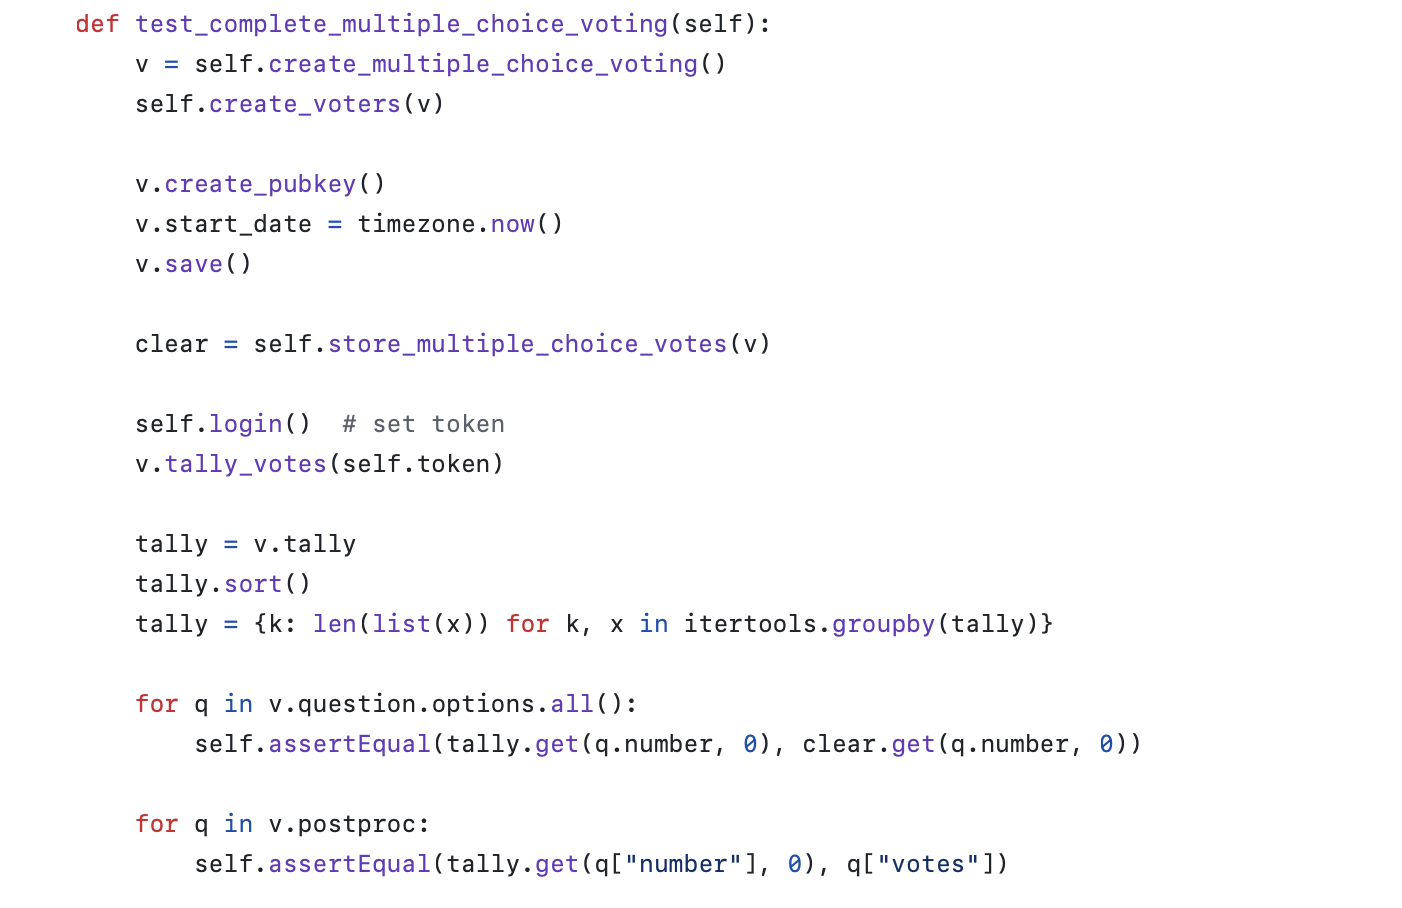 def test_complete_multiple_choice_voting(self):
    v = self.create_multiple_choice_voting()
    self.create_voters(v)

    v.create_pubkey()
    v.start_date = timezone.now()
    v.save()

    clear = self.store_multiple_choice_votes(v)

    self.login()  # set token
    v.tally_votes(self.token)

    tally = v.tally
    tally.sort()
    tally = {k: len(list(x)) for k, x in itertools.groupby(tally)}

    for q in v.question.options.all():
        self.assertEqual(tally.get(q.number, 0), clear.get(q.number, 0))

    for q in v.postproc:
        self.assertEqual(tally.get(q["number"], 0), q["votes"])